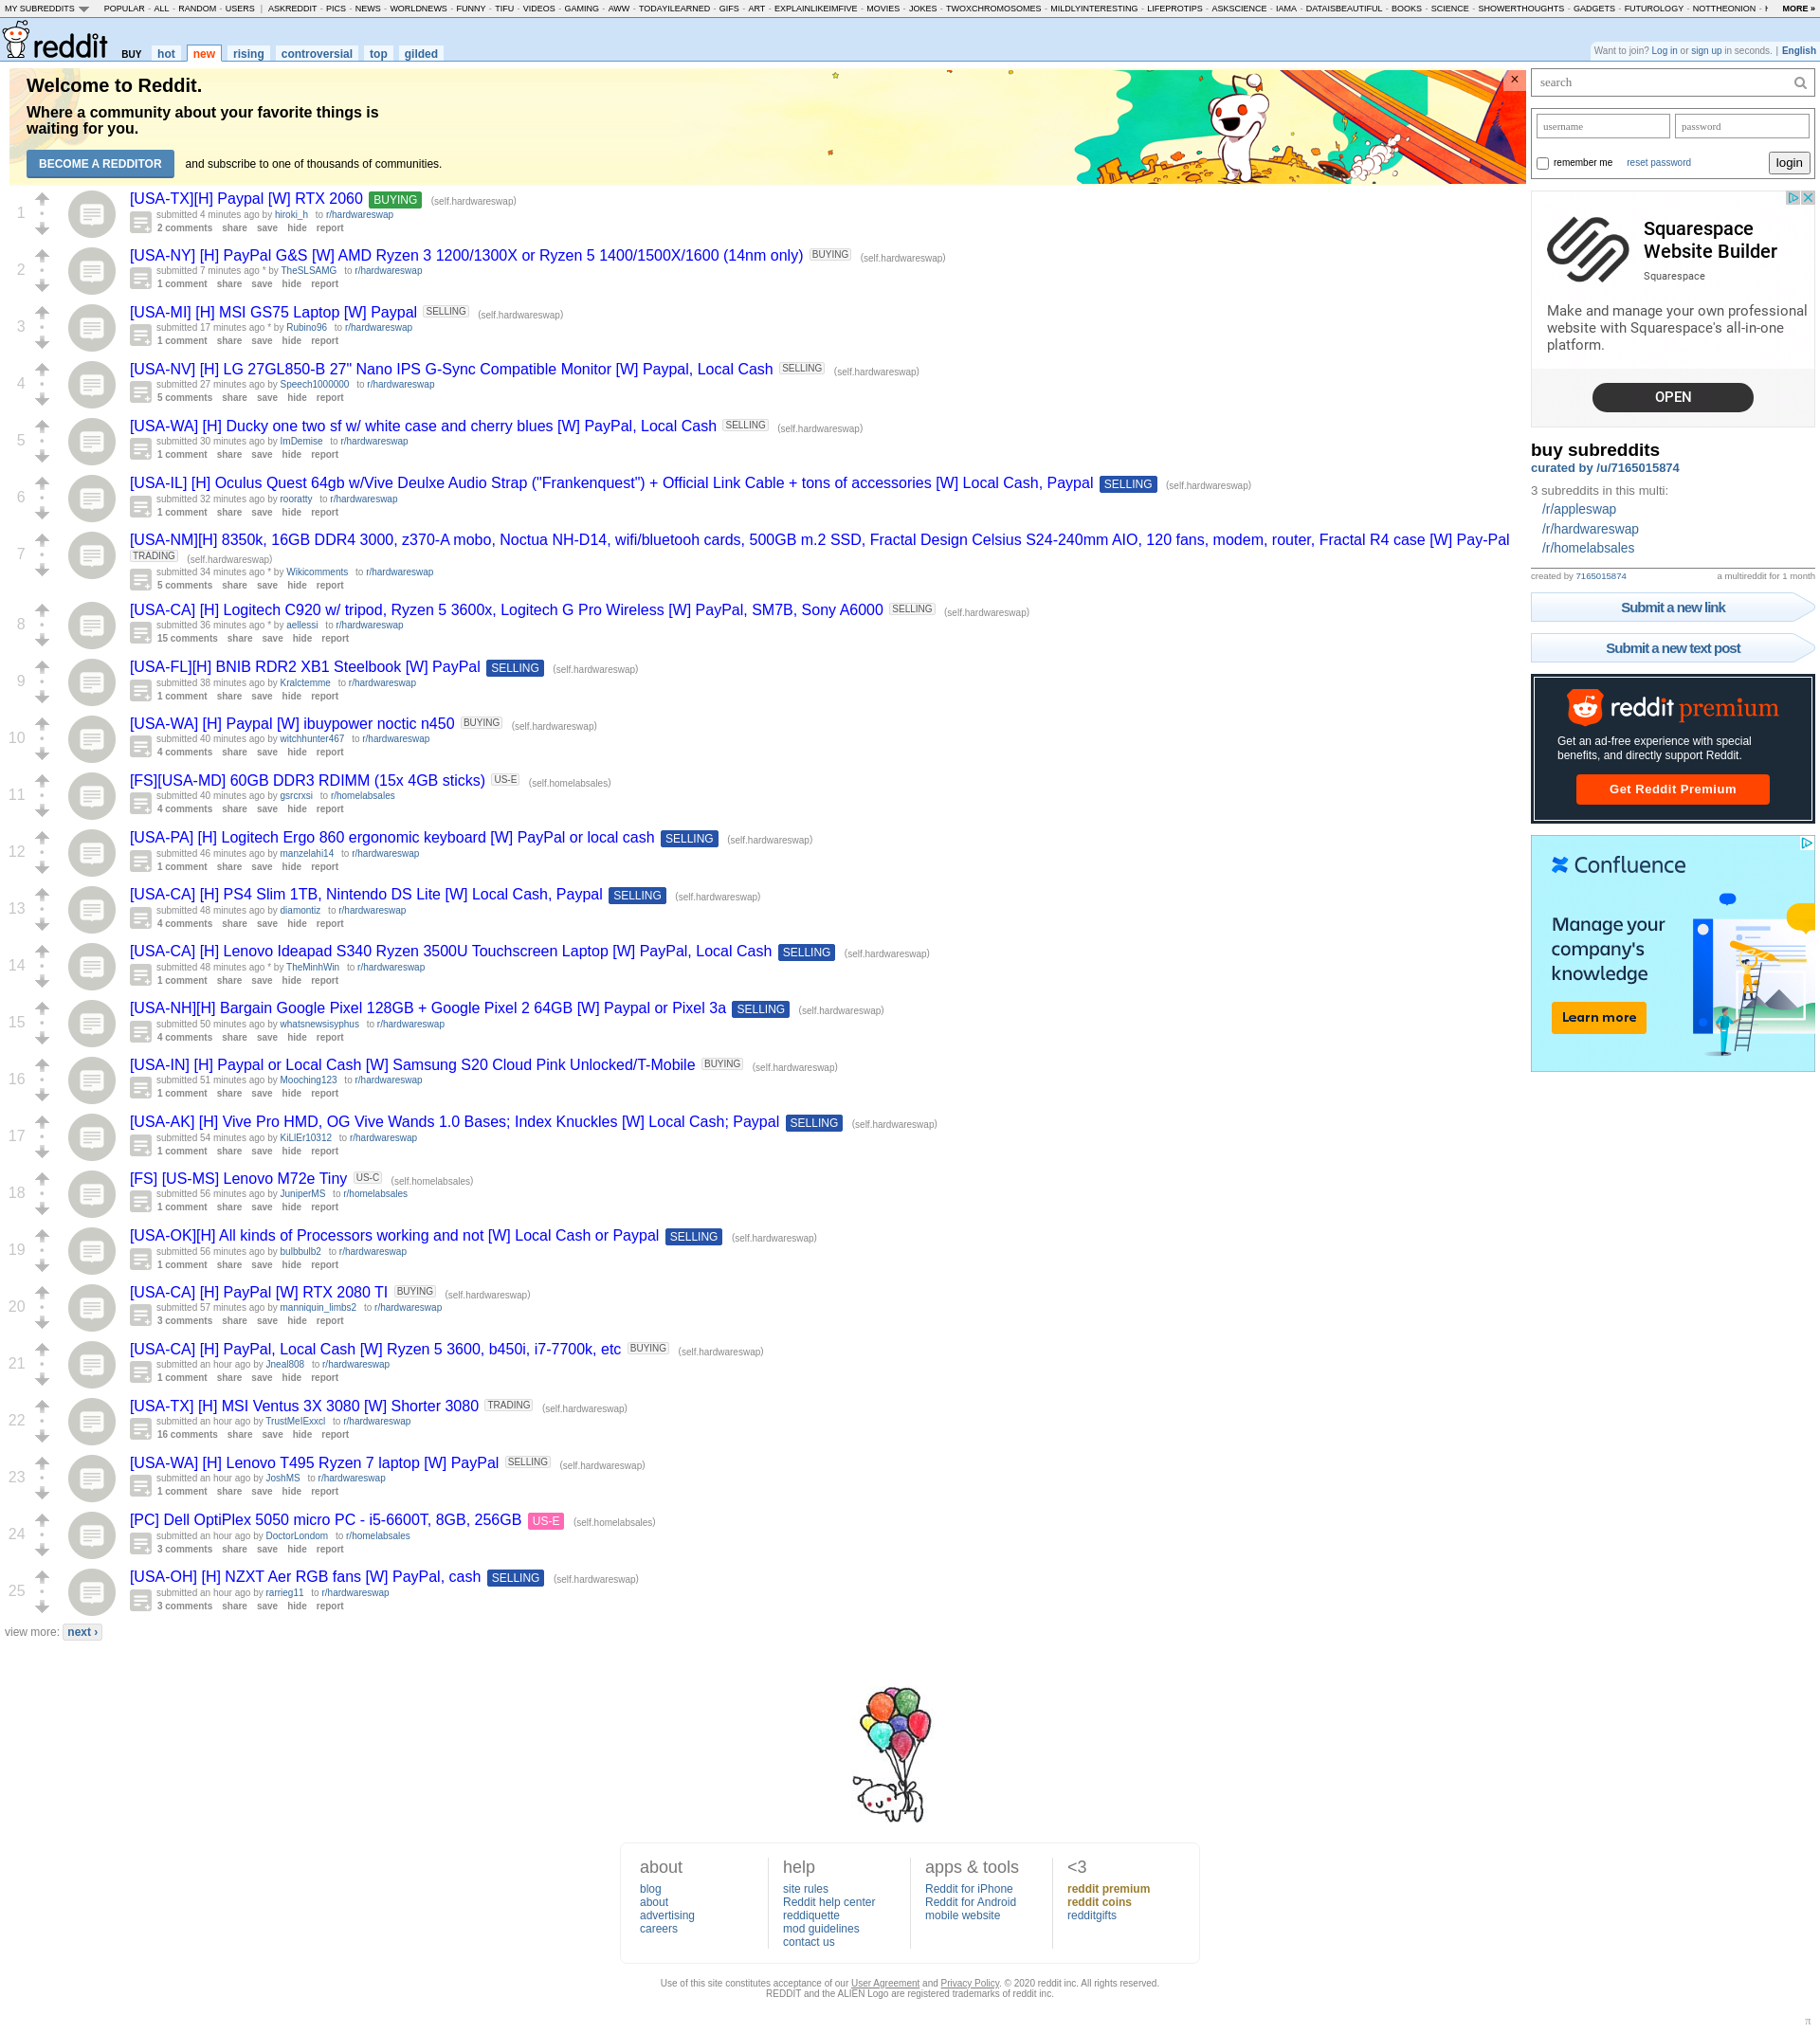 MY SUBREDDITS POPULAR - ALL - RANDOM - USERS | ASKREDDIT - PICS - NEWS - WORLDNEWS - FUNNY - TIFU - VIDEOS - GAMING - AWW - TODAYILEARNED - GIFS - ART - EXPLAINLIKEIMFIVE - MOVIES - JOKES - TWOXCHROMOSOMES - MILDLYINTERESTING - LIFEPROTIPS - ASKSCIENCE - IAMA - DATAISBEAUTIFUL - BOOKS - SCIENCE - SHOWERTHOUGHTS - GADGETS - FUTUROLOGY - NOTTHEONION - MORE »
reddit BUY hot new rising controversial top gilded
Want to join? Log in or sign up in seconds. | English
Welcome to Reddit.
Where a community about your favorite things is
waiting for you.
BECOME A REDDITOR and subscribe to one of thousands of communities.
×
1
[USA-TX][H] Paypal [W] RTX 2060 BUYING (self.hardwareswap)
submitted 4 minutes ago by hiroki_h to r/hardwareswap
2 comments share save hide report
2
[USA-NY] [H] PayPal G&S [W] AMD Ryzen 3 1200/1300X or Ryzen 5 1400/1500X/1600 (14nm only) BUYING (self.hardwareswap)
submitted 7 minutes ago * by TheSLSAMG to r/hardwareswap
1 comment share save hide report
3
[USA-MI] [H] MSI GS75 Laptop [W] Paypal SELLING (self.hardwareswap)
submitted 17 minutes ago * by Rubino96 to r/hardwareswap
1 comment share save hide report
4
[USA-NV] [H] LG 27GL850-B 27" Nano IPS G-Sync Compatible Monitor [W] Paypal, Local Cash SELLING (self.hardwareswap)
submitted 27 minutes ago by Speech1000000 to r/hardwareswap
5 comments share save hide report
5
[USA-WA] [H] Ducky one two sf w/ white case and cherry blues [W] PayPal, Local Cash SELLING (self.hardwareswap)
submitted 30 minutes ago by ImDemise to r/hardwareswap
1 comment share save hide report
6
[USA-IL] [H] Oculus Quest 64gb w/Vive Deulxe Audio Strap ("Frankenquest") + Official Link Cable + tons of accessories [W] Local Cash, Paypal SELLING (self.hardwareswap)
submitted 32 minutes ago by rooratty to r/hardwareswap
1 comment share save hide report
7
[USA-NM][H] 8350k, 16GB DDR4 3000, z370-A mobo, Noctua NH-D14, wifi/bluetooh cards, 500GB m.2 SSD, Fractal Design Celsius S24-240mm AIO, 120 fans, modem, router, Fractal R4 case [W] Pay-Pal
TRADING (self.hardwareswap)
submitted 34 minutes ago * by Wikicomments to r/hardwareswap
5 comments share save hide report
8
[USA-CA] [H] Logitech C920 w/ tripod, Ryzen 5 3600x, Logitech G Pro Wireless [W] PayPal, SM7B, Sony A6000 SELLING (self.hardwareswap)
submitted 36 minutes ago * by aellessi to r/hardwareswap
15 comments share save hide report
9
[USA-FL][H] BNIB RDR2 XB1 Steelbook [W] PayPal SELLING (self.hardwareswap)
submitted 38 minutes ago by Kralctemme to r/hardwareswap
1 comment share save hide report
10
[USA-WA] [H] Paypal [W] ibuypower noctic n450 BUYING (self.hardwareswap)
submitted 40 minutes ago by witchhunter467 to r/hardwareswap
4 comments share save hide report
11
[FS][USA-MD] 60GB DDR3 RDIMM (15x 4GB sticks) US-E (self.homelabsales)
submitted 40 minutes ago by gsrcrxsi to r/homelabsales
4 comments share save hide report
12
[USA-PA] [H] Logitech Ergo 860 ergonomic keyboard [W] PayPal or local cash SELLING (self.hardwareswap)
submitted 46 minutes ago by manzelahi14 to r/hardwareswap
1 comment share save hide report
13
[USA-CA] [H] PS4 Slim 1TB, Nintendo DS Lite [W] Local Cash, Paypal SELLING (self.hardwareswap)
submitted 48 minutes ago by diamontiz to r/hardwareswap
4 comments share save hide report
14
[USA-CA] [H] Lenovo Ideapad S340 Ryzen 3500U Touchscreen Laptop [W] PayPal, Local Cash SELLING (self.hardwareswap)
submitted 48 minutes ago * by TheMinhWin to r/hardwareswap
1 comment share save hide report
15
[USA-NH][H] Bargain Google Pixel 128GB + Google Pixel 2 64GB [W] Paypal or Pixel 3a SELLING (self.hardwareswap)
submitted 50 minutes ago by whatsnewsisyphus to r/hardwareswap
4 comments share save hide report
16
[USA-IN] [H] Paypal or Local Cash [W] Samsung S20 Cloud Pink Unlocked/T-Mobile BUYING (self.hardwareswap)
submitted 51 minutes ago by Mooching123 to r/hardwareswap
1 comment share save hide report
17
[USA-AK] [H] Vive Pro HMD, OG Vive Wands 1.0 Bases; Index Knuckles [W] Local Cash; Paypal SELLING (self.hardwareswap)
submitted 54 minutes ago by KiLlEr10312 to r/hardwareswap
1 comment share save hide report
18
[FS] [US-MS] Lenovo M72e Tiny US-C (self.homelabsales)
submitted 56 minutes ago by JuniperMS to r/homelabsales
1 comment share save hide report
19
[USA-OK][H] All kinds of Processors working and not [W] Local Cash or Paypal SELLING (self.hardwareswap)
submitted 56 minutes ago by bulbbulb2 to r/hardwareswap
1 comment share save hide report
20
[USA-CA] [H] PayPal [W] RTX 2080 TI BUYING (self.hardwareswap)
submitted 57 minutes ago by manniquin_limbs2 to r/hardwareswap
3 comments share save hide report
21
[USA-CA] [H] PayPal, Local Cash [W] Ryzen 5 3600, b450i, i7-7700k, etc BUYING (self.hardwareswap)
submitted an hour ago by Jneal808 to r/hardwareswap
1 comment share save hide report
22
[USA-TX] [H] MSI Ventus 3X 3080 [W] Shorter 3080 TRADING (self.hardwareswap)
submitted an hour ago by TrustMeIExxcl to r/hardwareswap
16 comments share save hide report
23
[USA-WA] [H] Lenovo T495 Ryzen 7 laptop [W] PayPal SELLING (self.hardwareswap)
submitted an hour ago by JoshMS to r/hardwareswap
1 comment share save hide report
24
[PC] Dell OptiPlex 5050 micro PC - i5-6600T, 8GB, 256GB US-E (self.homelabsales)
submitted an hour ago by DoctorLondom to r/homelabsales
3 comments share save hide report
25
[USA-OH] [H] NZXT Aer RGB fans [W] PayPal, cash SELLING (self.hardwareswap)
submitted an hour ago by rarrieg11 to r/hardwareswap
3 comments share save hide report
view more: next ›
search
username password
remember me reset password login
Squarespace
Website Builder
Squarespace
Make and manage your own professional
website with Squarespace's all-in-one
platform.
OPEN
buy subreddits
curated by /u/7165015874
3 subreddits in this multi:
/r/appleswap
/r/hardwareswap
/r/homelabsales
created by 7165015874 a multireddit for 1 month
Submit a new link
Submit a new text post
reddit premium
Get an ad-free experience with special
benefits, and directly support Reddit.
Get Reddit Premium
Confluence
Manage your
company's
knowledge
Learn more
about
blog
about
advertising
careers
help
site rules
Reddit help center
reddiquette
mod guidelines
contact us
apps & tools
Reddit for iPhone
Reddit for Android
mobile website
<3
reddit premium
reddit coins
redditgifts
Use of this site constitutes acceptance of our User Agreement and Privacy Policy. © 2020 reddit inc. All rights reserved.
REDDIT and the ALIEN Logo are registered trademarks of reddit inc.
π